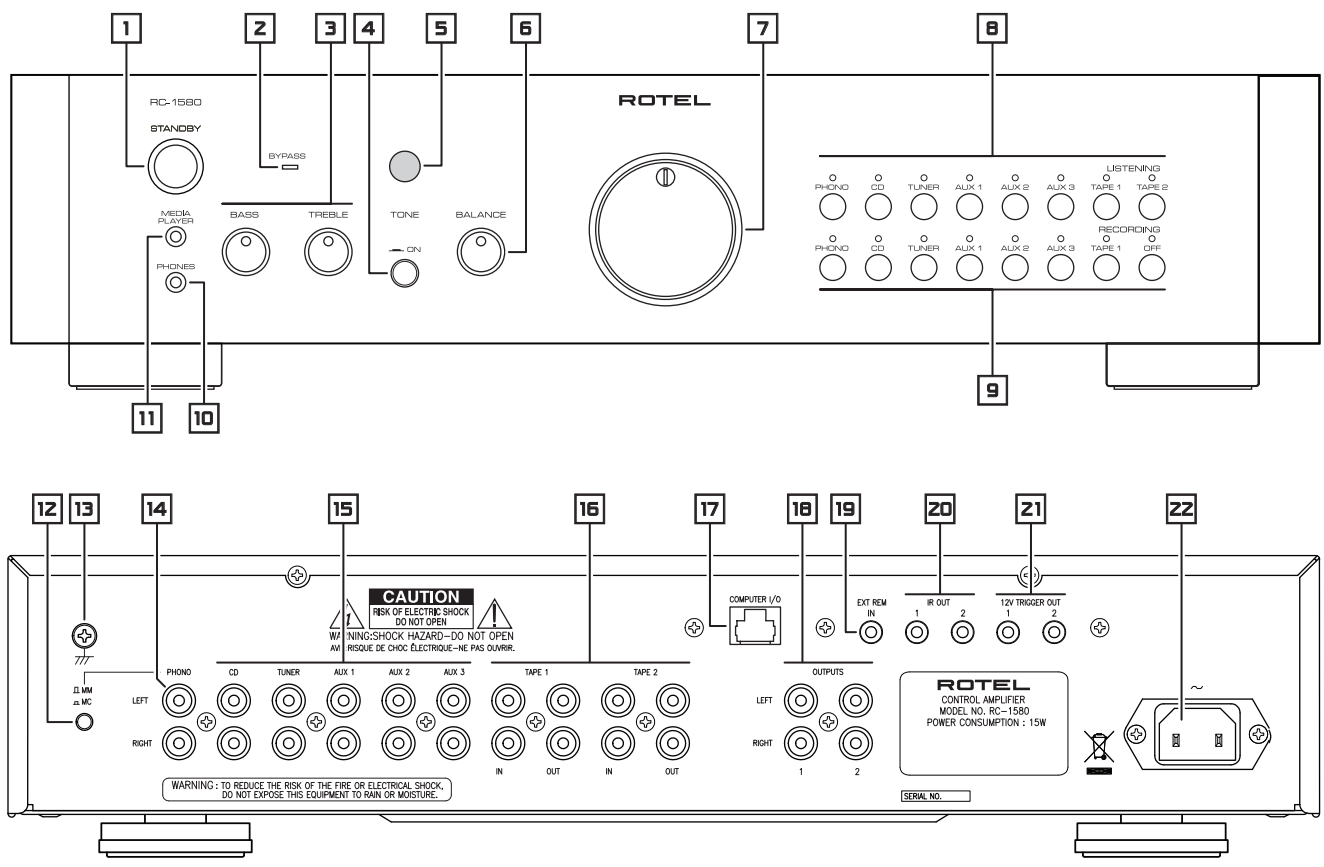 1 2 3 4 5 6 7 8
RC-1580
STANDBY
ROTEL
BYPASS
MEDIA
PLAYER
BASS TREBLE TONE BALANCE
ON
PHONES
LISTENING
PHONO CD TUNER AUX 1 AUX 2 AUX 3 TAPE 1 TAPE 2
RECORDING
PHONO CD TUNER AUX 1 AUX 2 AUX 3 TAPE 1 OFF
11 10 9
12 13 14 15 16 17 18 19 20 21 22
CAUTION
RISK OF ELECTRIC SHOCK
DO NOT OPEN
WARNING:SHOCK HAZARD-DO NOT OPEN
RISQUE DE CHOC ÉLECTRIQUE-NE PAS OUVRIR.
COMPUTER I/O
EXT REM
IN
IR OUT
1 2
12V TRIGGER OUT
1 2
PHONO CD TUNER AUX 1 AUX 2 AUX 3 TAPE 1 TAPE 2 OUTPUTS
MM
MC
LEFT
RIGHT
IN OUT IN OUT
LEFT
RIGHT
1 2
ROTEL
CONTROL AMPLIFIER
MODEL NO. RC-1580
POWER CONSUMPTION : 15W
~
WARNING : TO REDUCE THE RISK OF THE FIRE OR ELECTRICAL SHOCK,
DO NOT EXPOSE THIS EQUIPMENT TO RAIN OR MOISTURE.
SERIAL NO.